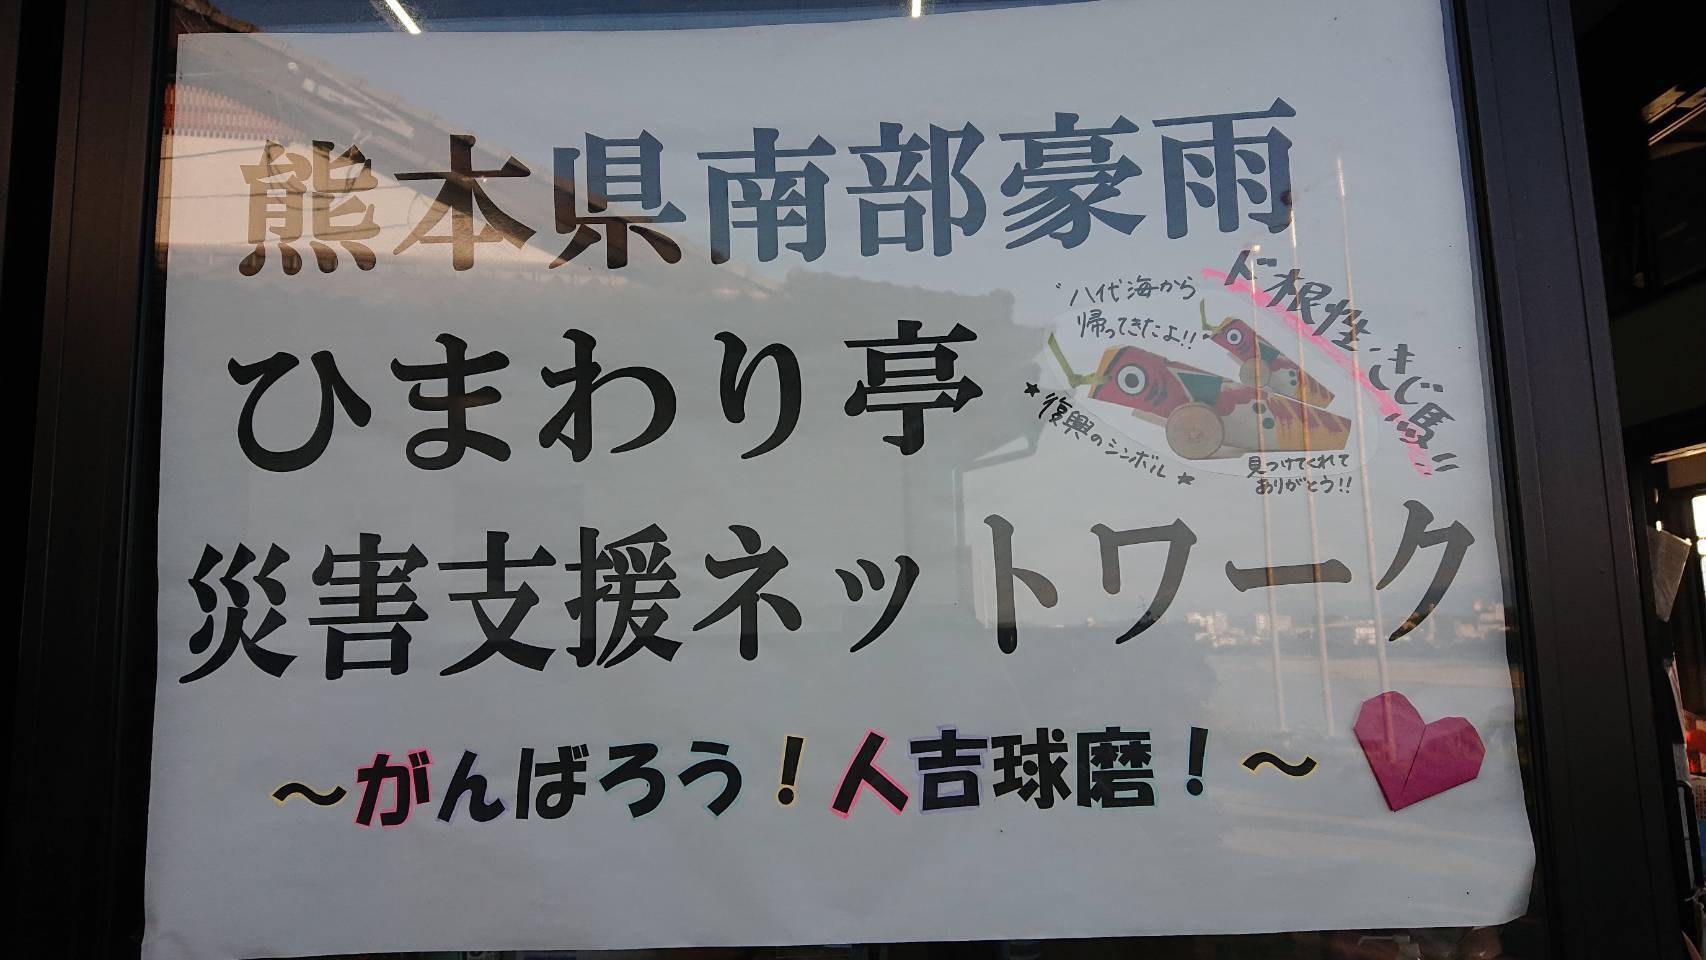 熊本県南部豪雨
ド根性きじ馬!!
八代海から
帰ってきたよ!!
ひまわり亭
★復興のシンボル★
見つけてくれて
ありがとう!!
災害支援ネットワーク
～がんばろう！人吉球磨！～